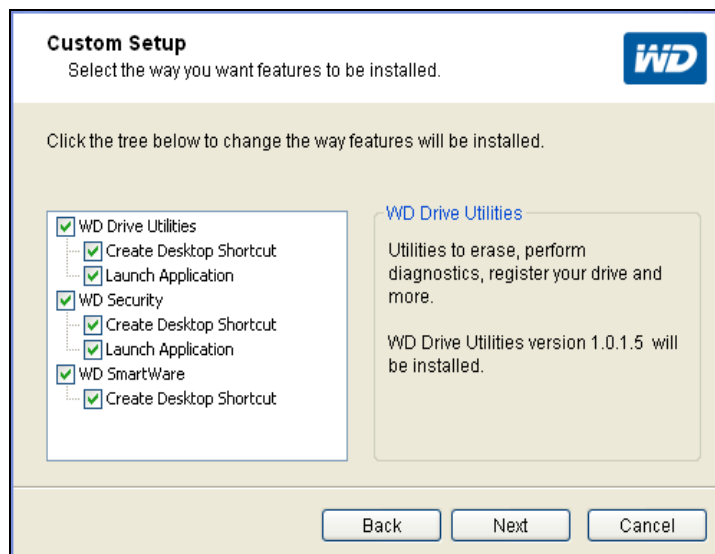 Custom Setup
Select the way you want features to be installed.
WD
Click the tree below to change the way features will be installed.
WD Drive Utilities
Create Desktop Shortcut
Launch Application
WD Security
Create Desktop Shortcut
Launch Application
WD SmartWare
Create Desktop Shortcut
WD Drive Utilities
Utilities to erase, perform
diagnostics, register your drive and
more.
WD Drive Utilities version 1.0.1.5 will
be installed.
Back
Next
Cancel